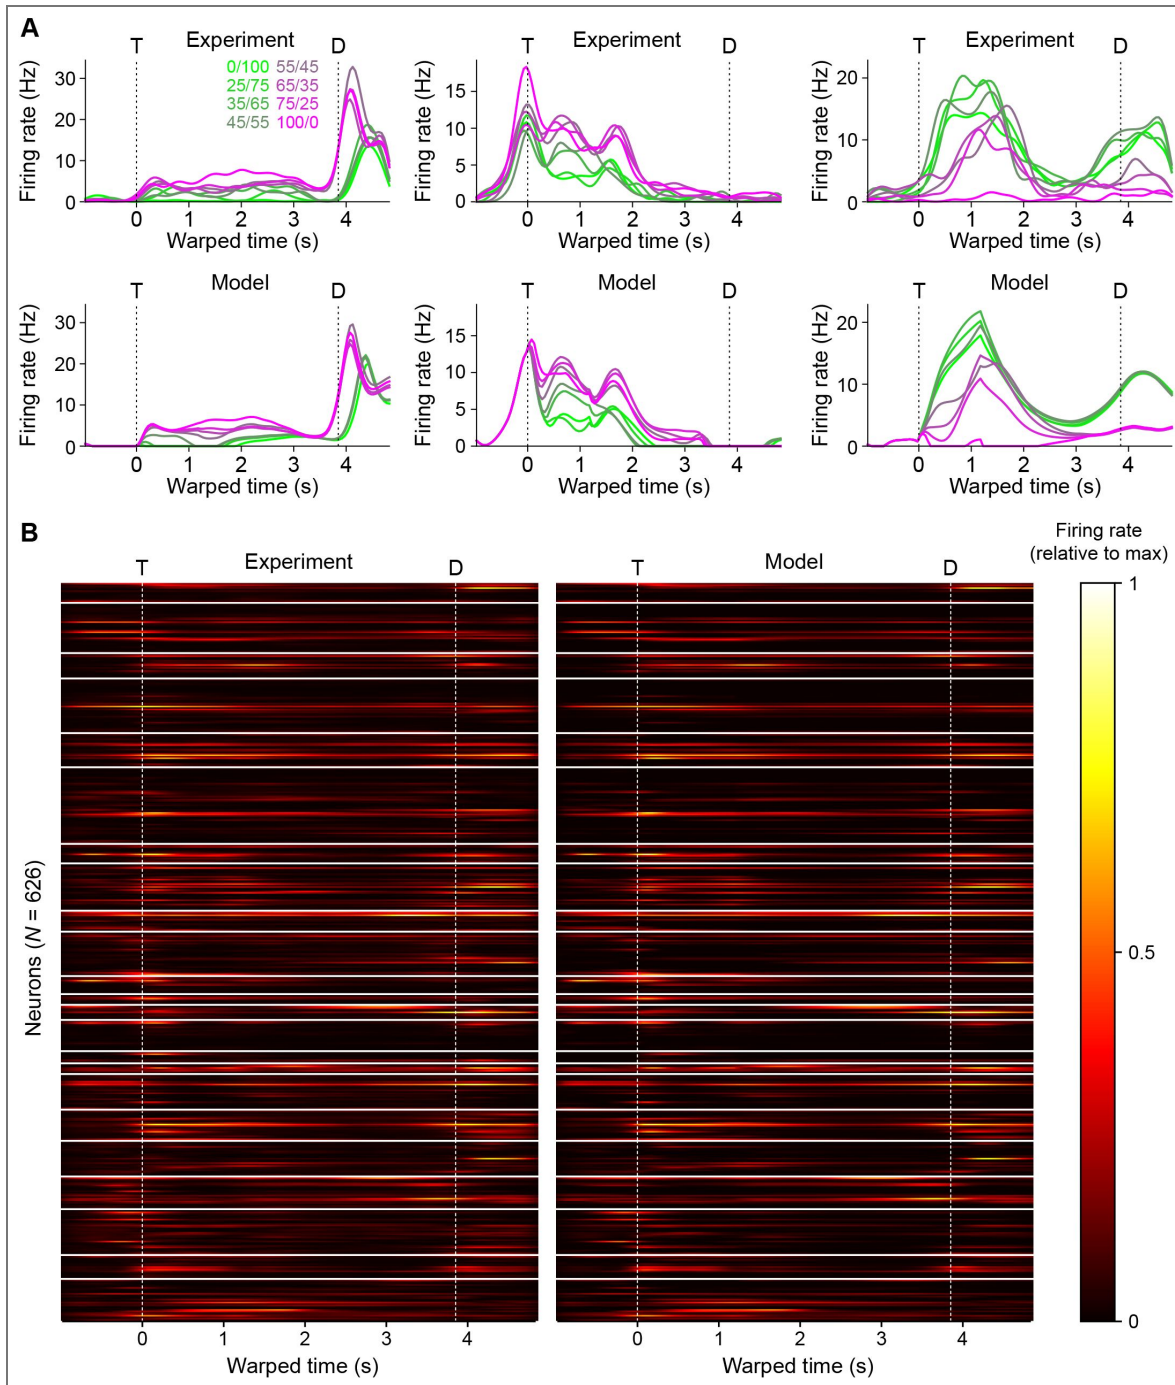 A
T Experiment D
0/100 55/45
25/75 65/35
35/65 75/25
45/55 100/0
Firing rate (Hz)
30
20
10
0
0 1 2 3 4
Warped time (s)
T Experiment D
Firing rate (Hz)
15
10
5
0
0 1 2 3 4
Warped time (s)
T Experiment D
Firing rate (Hz)
20
10
0
0 1 2 3 4
Warped time (s)
T Model D
Firing rate (Hz)
30
20
10
0
0 1 2 3 4
Warped time (s)
T Model D
Firing rate (Hz)
15
10
5
0
0 1 2 3 4
Warped time (s)
T Model D
Firing rate (Hz)
20
10
0
0 1 2 3 4
Warped time (s)
B
T Experiment D
Neurons (N = 626)
0 1 2 3 4
Warped time (s)
T Model D
0 1 2 3 4
Warped time (s)
Firing rate
(relative to max)
1
0.5
0